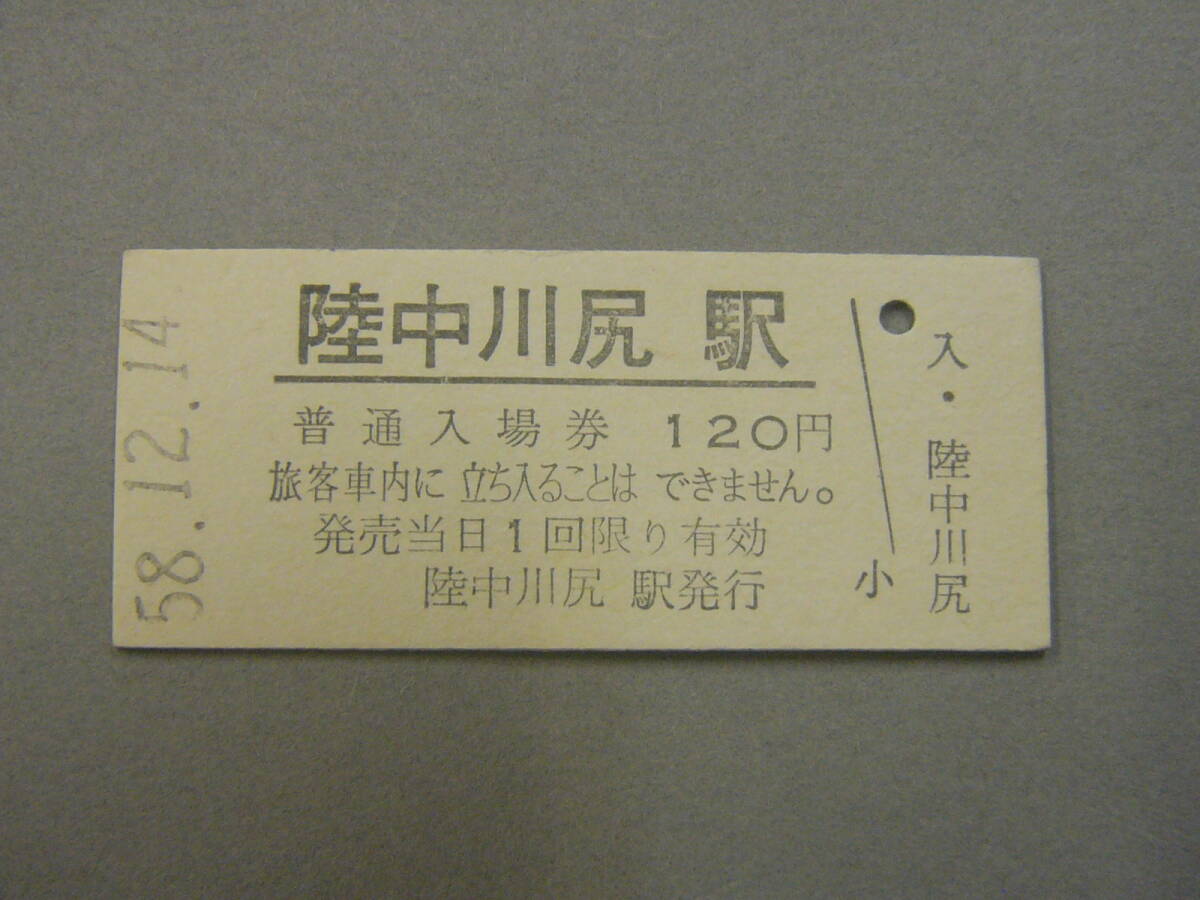 陸中川尻 駅
普通入場券 120円
旅客車内に 立ち入ることは できません。
発売当日1回限り有効
陸中川尻 駅発行
小
入・陸中川尻
58.12.14